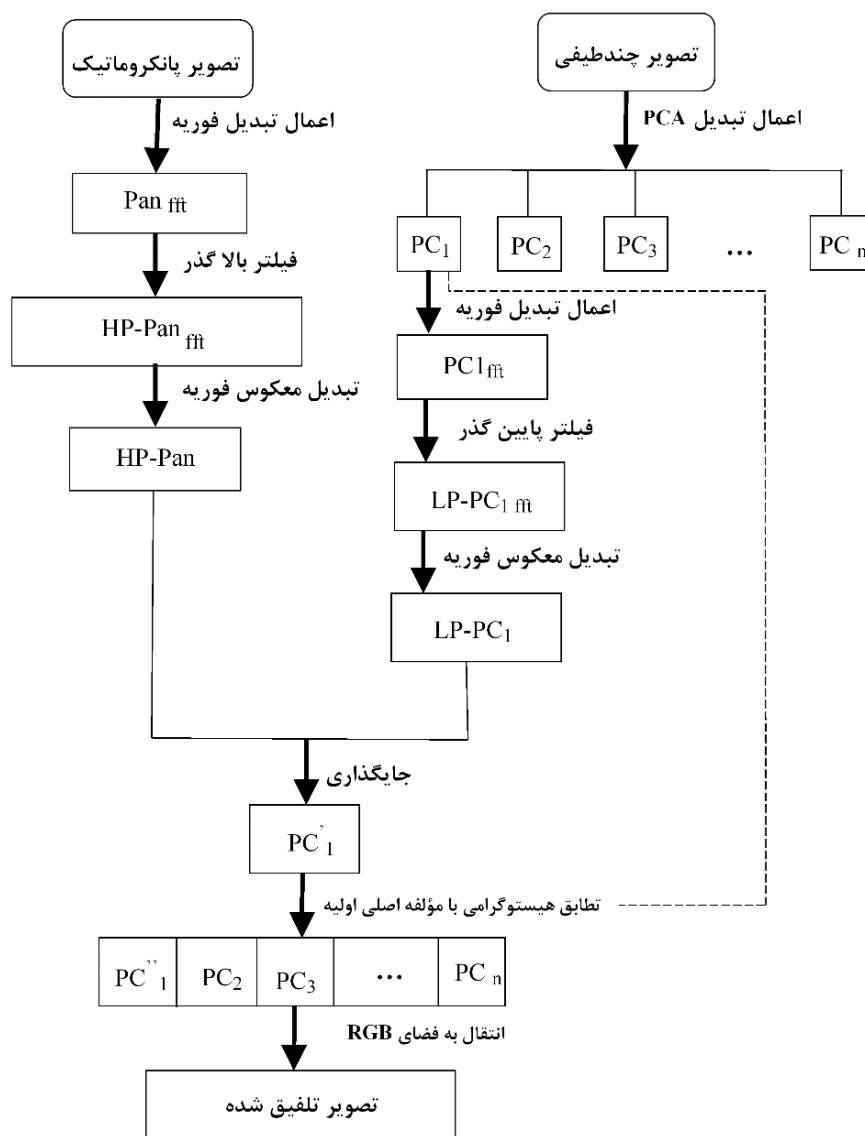 تصویر پانکروماتیک
تصویر چندطیفی
اعمال تبدیل فوریه
اعمال تبدیل PCA
Pan fft
PC1
PC2
PC3
...
PC n
فیلتر بالا گذر
اعمال تبدیل فوریه
HP-Pan fft
PC1fft
تبدیل معکوس فوریه
فیلتر پایین گذر
HP-Pan
LP-PC1 fft
تبدیل معکوس فوریه
LP-PC1
جایگذاری
PC'1
تطابق هیستوگرامی با مؤلفه اصلی اولیه
PC''1
PC2
PC3
...
PC n
انتقال به فضای RGB
تصویر تلفیق شده